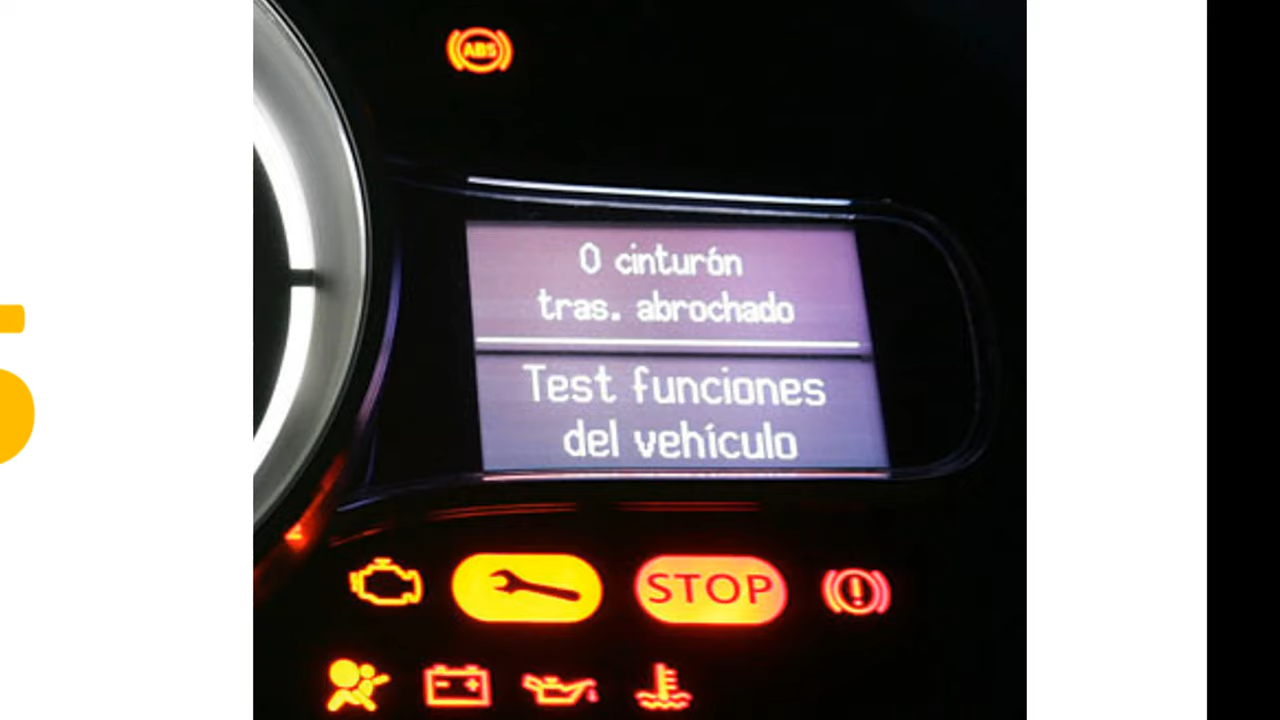 ABS
0 cinturón
tras. abrochado
Test funciones
del vehículo
STOP